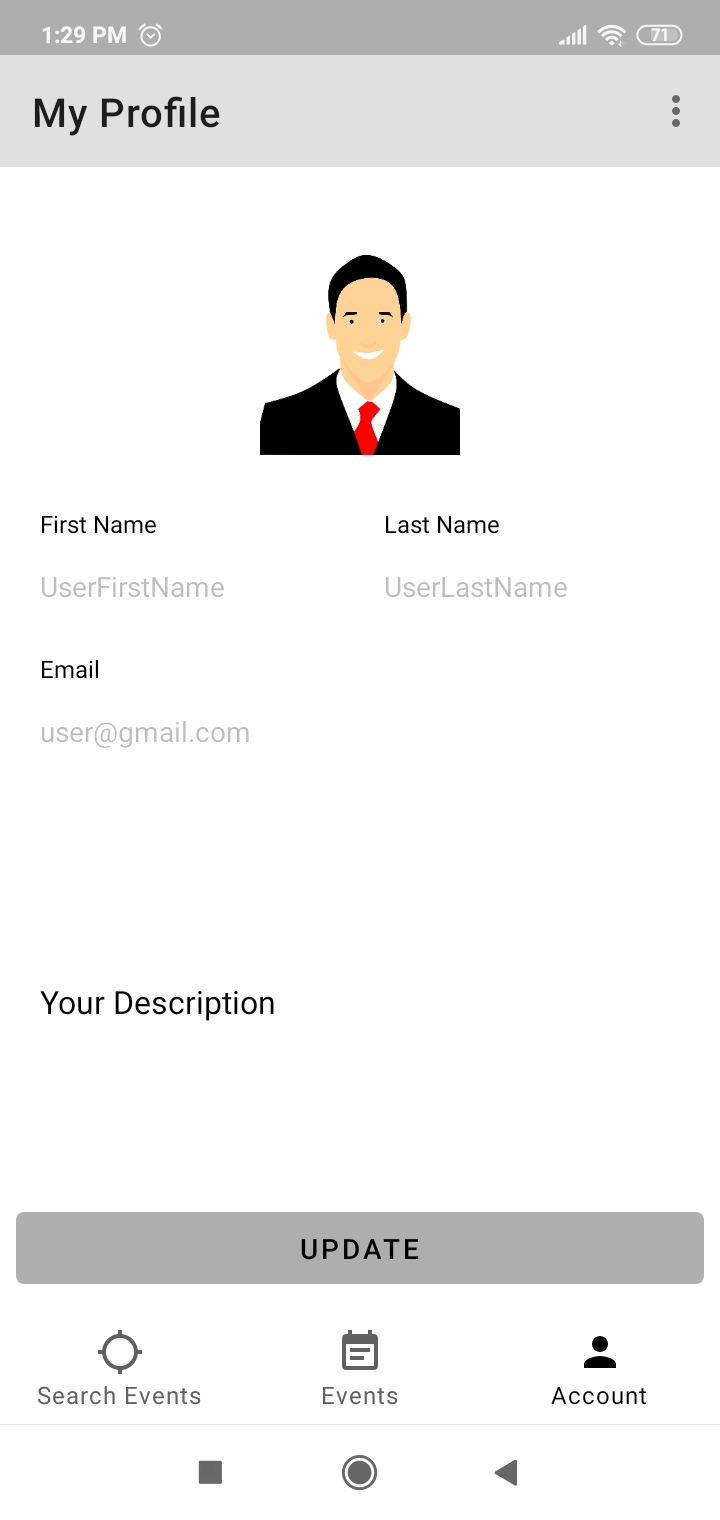 1:29 PM 71
My Profile
First Name Last Name
UserFirstName UserLastName
Email
user@gmail.com
Your Description
UPDATE
Search Events Events Account